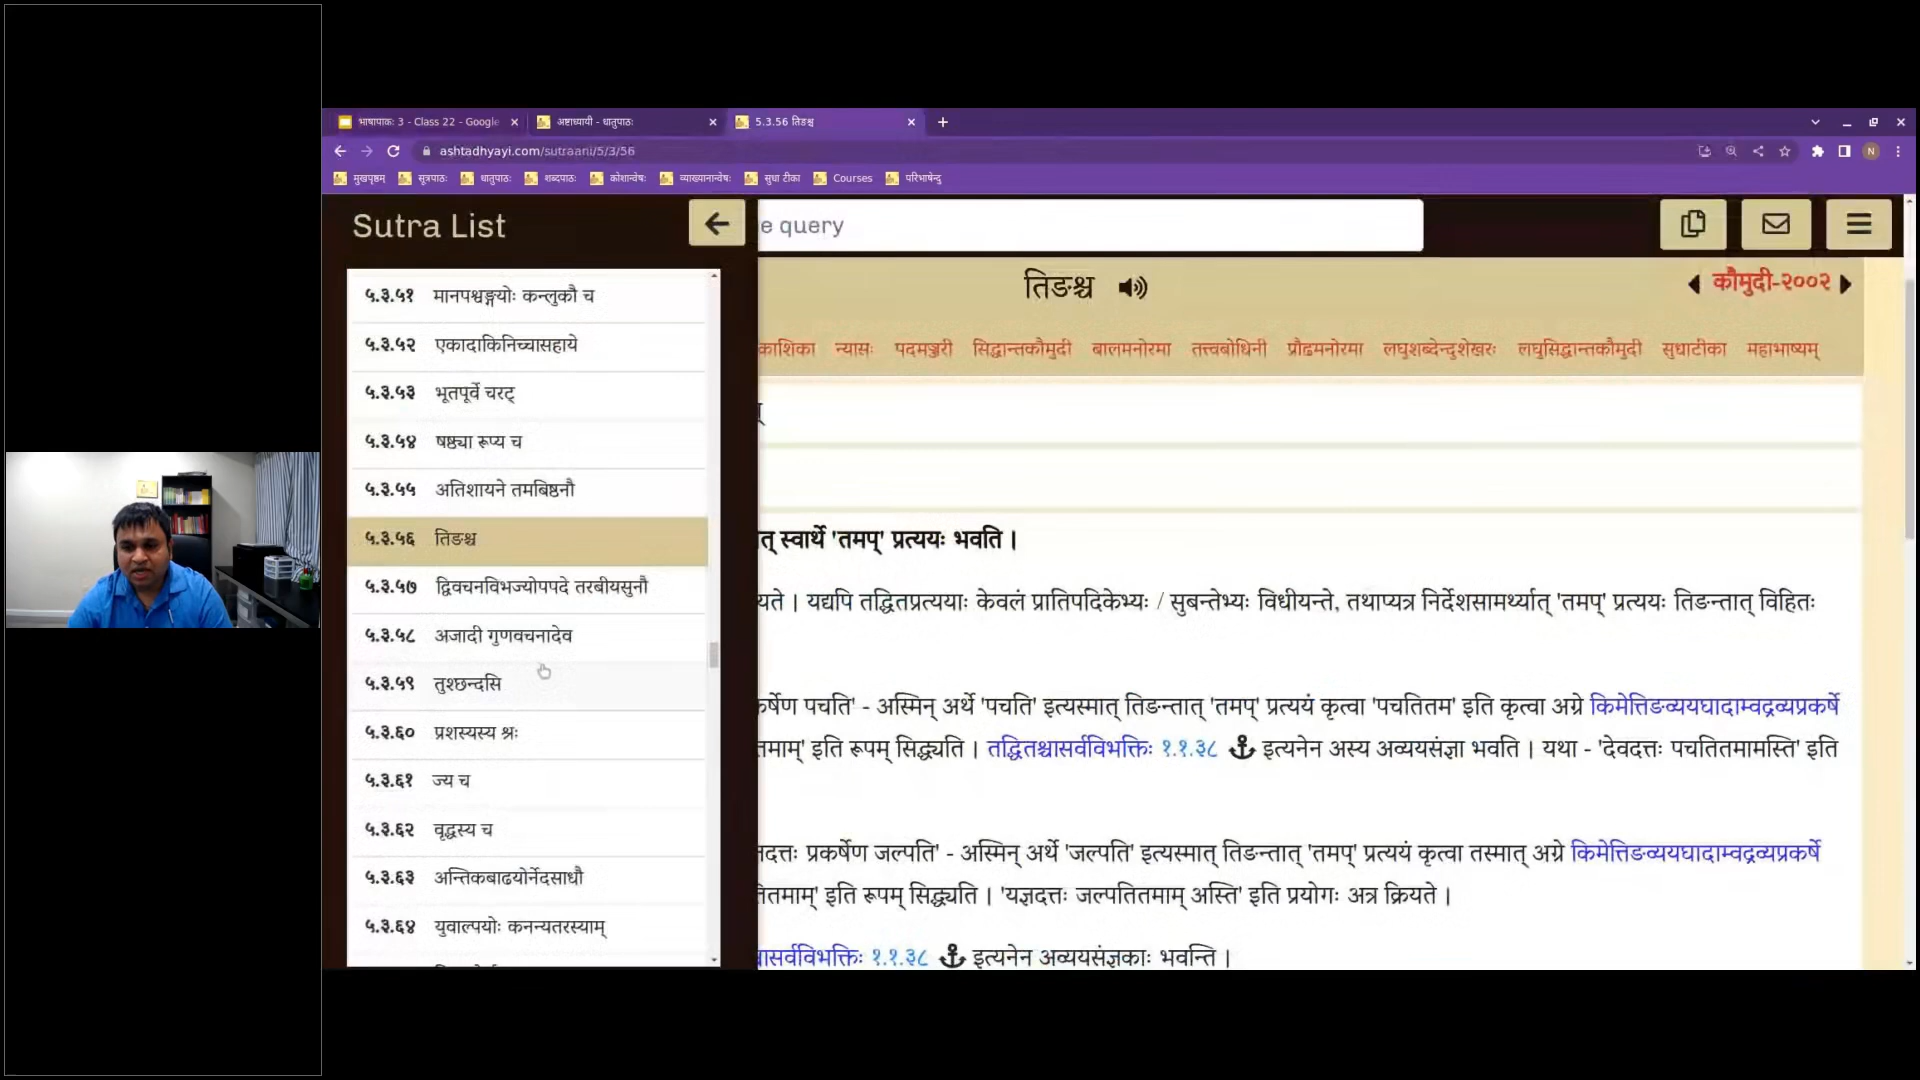 भाषापाकः 3 - Class 22 - Google
अष्टाध्यायी - धातुपाठः
5.3.56 तिङश्च
ashtadhyayi.com/sutraani/5/3/56
N
मुखपृष्ठम् सूत्रपाठः धातुपाठः शब्दपाठः कोशान्वेषः व्याख्यानान्वेषः सुधा टीका Courses परिभाषेन्दु
Sutra List
e query
५.३.५१ मानपश्वङ्गयोः कन्लुकौ च
५.३.५२ एकादाकिनिच्चासहाये
५.३.५३ भूतपूर्वे चरट्
५.३.५४ षष्ठ्या रूप्य च
५.३.५५ अतिशायने तमबिष्ठनौ
५.३.५६ तिङश्च
५.३.५७ द्विवचनविभज्योपपदे तरबीयसुनौ
५.३.५८ अजादी गुणवचनादेव
५.३.५९ तुश्छन्दसि
५.३.६० प्रशस्यस्य श्रः
५.३.६१ ज्य च
५.३.६२ वृद्धस्य च
५.३.६३ अन्तिकबाढयोर्नेदसाधौ
५.३.६४ युवाल्पयोः कनन्यतरस्याम्
तिङश्च
कौमुदी-२००२
काशिका न्यासः पदमञ्जरी सिद्धान्तकौमुदी बालमनोरमा तत्त्वबोधिनी प्रौढमनोरमा लघुशब्देन्दुशेखरः लघुसिद्धान्तकौमुदी सुधाटीका महाभाष्यम्
त् स्वार्थे 'तमप्' प्रत्ययः भवति ।
यते । यद्यपि तद्धितप्रत्ययाः केवलं प्रातिपदिकेभ्यः / सुबन्तेभ्यः विधीयन्ते, तथाप्यत्र निर्देशसामर्थ्यात् 'तमप्' प्रत्ययः तिङन्तात् विहितः
कर्षेण पचति' - अस्मिन् अर्थे 'पचति' इत्यस्मात् तिङन्तात् 'तमप्' प्रत्ययं कृत्वा 'पचतितम' इति कृत्वा अग्रे किमेत्तिङव्ययघादाम्वद्रव्यप्रकर्षे
तमाम्' इति रूपम् सिद्ध्यति । तद्धितश्चासर्वविभक्तिः १.१.३८ इत्यनेन अस्य अव्ययसंज्ञा भवति । यथा - 'देवदत्तः पचतितमामस्ति' इति
ज्ञदत्तः प्रकर्षेण जल्पति' - अस्मिन् अर्थे 'जल्पति' इत्यस्मात् तिङन्तात् 'तमप्' प्रत्ययं कृत्वा तस्मात् अग्रे किमेत्तिङव्ययघादाम्वद्रव्यप्रकर्षे
तितमाम्' इति रूपम् सिद्ध्यति । 'यज्ञदत्तः जल्पतितमाम् अस्ति' इति प्रयोगः अत्र क्रियते ।
ासर्वविभक्तिः १.१.३८ इत्यनेन अव्ययसंज्ञकाः भवन्ति ।